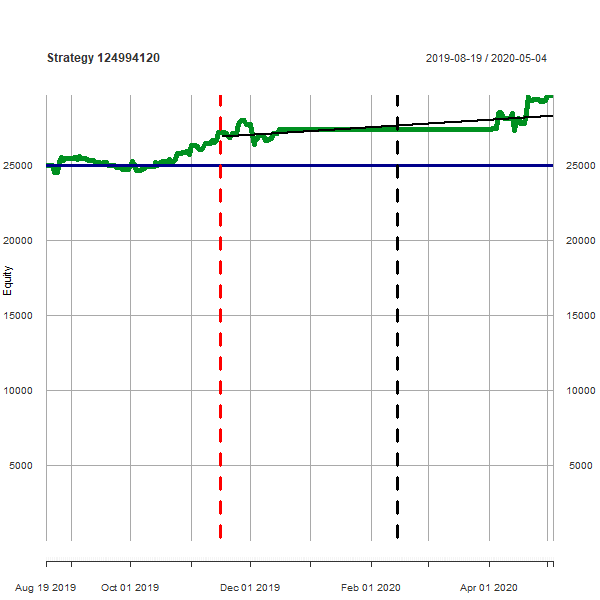 Strategy 124994120
2019-08-19 / 2020-05-04
25000
25000
20000
20000
Equity
15000
15000
10000
10000
5000
5000
Aug 19 2019
Oct 01 2019
Dec 01 2019
Feb 01 2020
Apr 01 2020